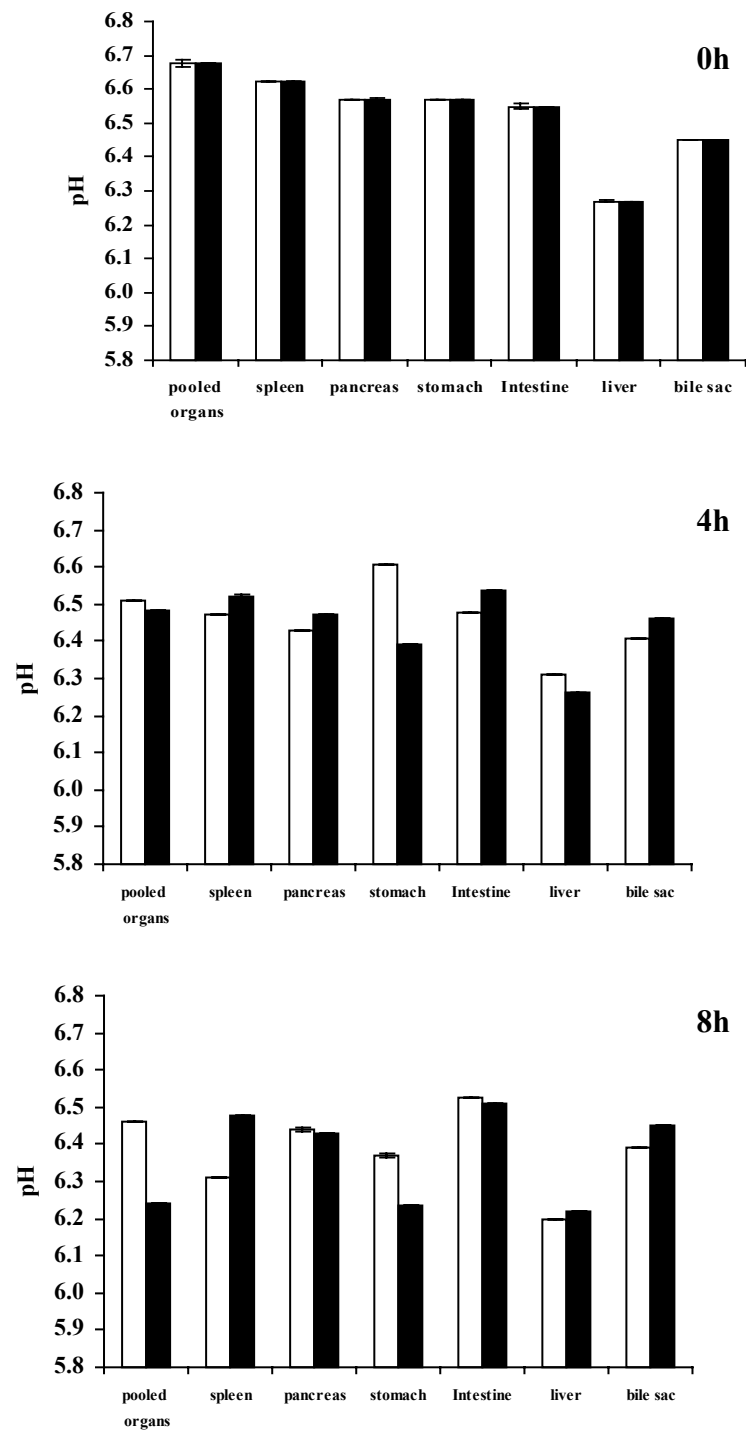 0h
pH
6.8
6.7
6.6
6.5
6.4
6.3
6.2
6.1
6.0
5.9
5.8
pooled spleen pancreas stomach Intestine liver bile sac
organs
4h
pH
6.8
6.7
6.6
6.5
6.4
6.3
6.2
6.1
6.0
5.9
5.8
pooled spleen pancreas stomach Intestine liver bile sac
organs
8h
pH
6.8
6.7
6.6
6.5
6.4
6.3
6.2
6.1
6.0
5.9
5.8
pooled spleen pancreas stomach Intestine liver bile sac
organs